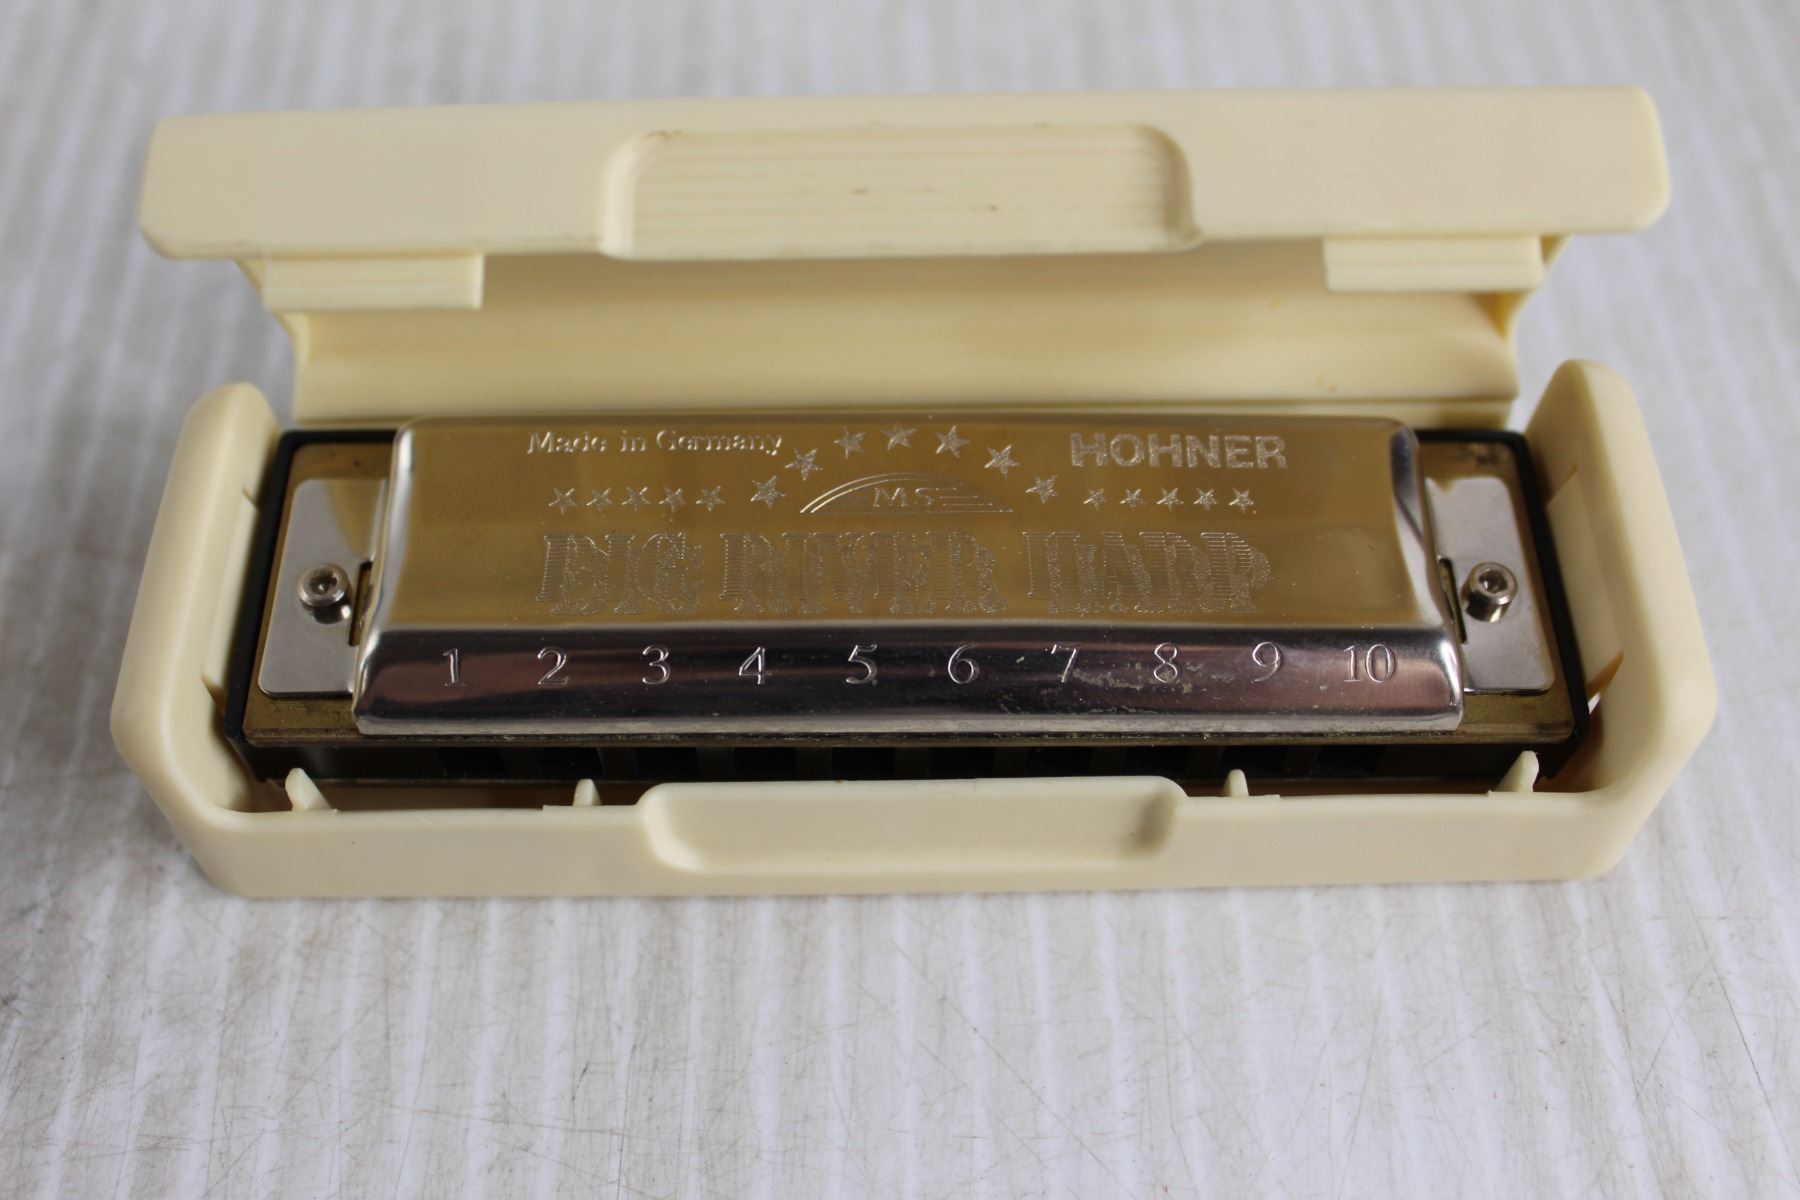 Made in Germany HOHNER
MS
BIG RIVER HARP
1 2 3 4 5 6 7 8 9 10